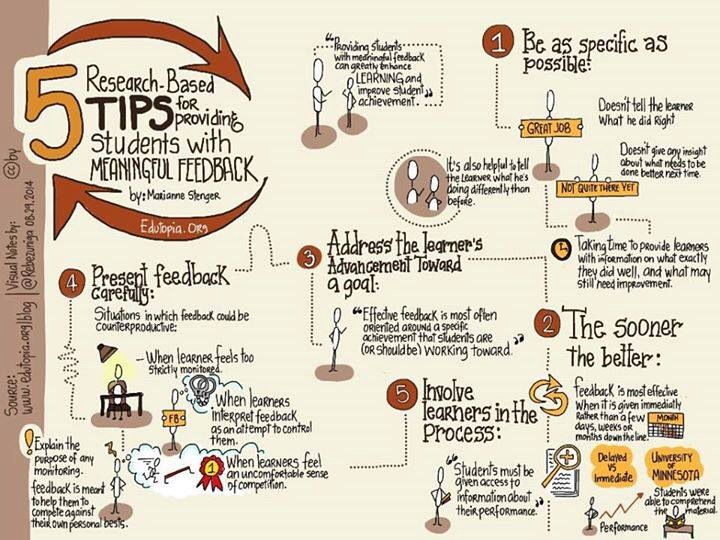 5 Research-Based
TIPS for
providing
Students with
MEANINGFUL FEEDBACK
by: Marianne Stenger
Edutopia.Org
Source:
www.edutopia.org/blog
Visual Notes by:
@Rebezuniga 08.29.2014
(cc) by
"Providing students
with meaningful feedback
can greatly enhance
LEARNING and
improve student
achievement."
1 Be as specific as
possible:
GREAT JOB
Doesn't tell the learner
what he did Right
NOT QUITE THERE YET
Doesn't give any insight
about what needs to be
done better next time.
It's also helpful to tell
the learner what he's
doing differently than
before.
Taking time to provide learners
with information on what exactly
they did well, and what may
still need improvement.
2 The sooner
the better:
feedback is most effective
When it is given immediately
Rather than a few
days, weeks or
months down the line.
MONTH
Delayed
vs
Immediate
UNIVERSITY
OF
MINNESOTA
Students were
able to comprehend
the material.
Performance
3 Address the learner's
Advancement Toward
a goal:
"Effective feedback is most often
oriented around a specific
achievement that students are
(or should be) working toward."
4 Present feedback
Carefully:
Situations in which feedback could be
counterproductive:
– When learner feels too
strictly monitored.
FB
When learners
interpret feedback
as an attempt to control
them.
1
When learners feel
an uncomfortable sense
of competition.
! Explain the
purpose of any
monitoring.
feedback is meant
to help them to
compete against
their own personal bests.
5 Involve
learners in the
Process:
"Students must be
given access to
information about
their performance."